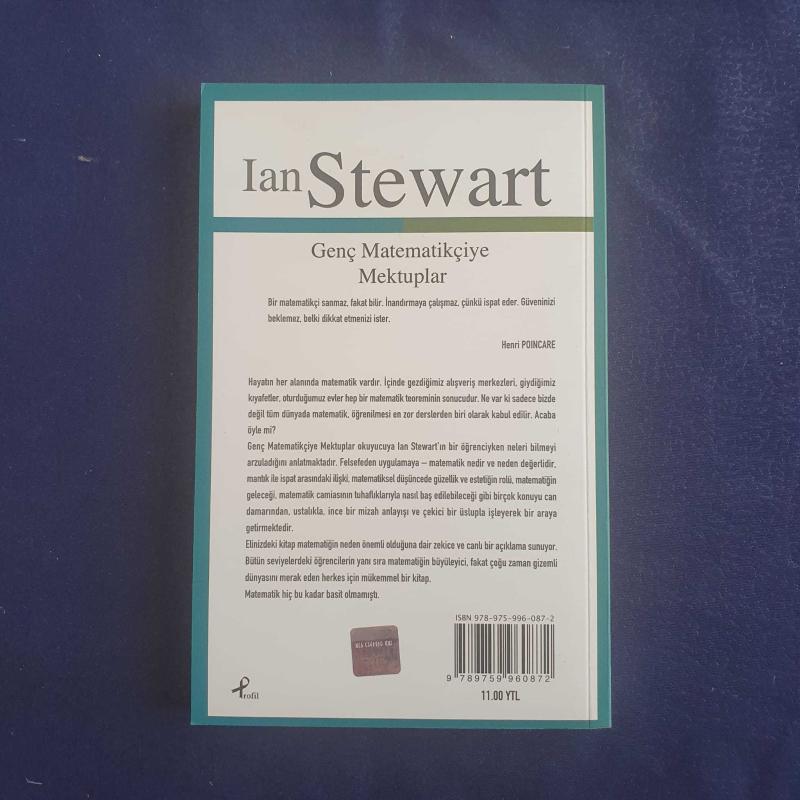 Ian Stewart
Genç Matematikçiye
Mektuplar
Bir matematikçi sanmaz, fakat bilir. İnandırmaya çalışmaz, çünkü ispat eder. Güveninizi
beklemez, belki dikkat etmenizi ister.
Henri POINCARE
Hayatın her alanında matematik vardır. İçinde gezdiğimiz alışveriş merkezleri, giydiğimiz
kıyafetler, oturduğumuz evler hep bir matematik teoreminin sonucudur. Ne var ki sadece bizde
değil tüm dünyada matematik, öğrenilmesi en zor derslerden biri olarak kabul edilir. Acaba
öyle mi?
Genç Matematikçiye Mektuplar okuyucuya Ian Stewart'ın bir öğrenciyken neleri bilmeyi
arzuladığını anlatmaktadır. Felsefeden uygulamaya – matematik nedir ve neden değerlidir,
mantık ile ispat arasındaki ilişki, matematiksel düşüncede güzellik ve estetiğin rolü, matematiğin
geleceği, matematik camiasının tuhaflıklarıyla nasıl baş edilebileceği gibi birçok konuyu can
damarından, ustalıkla, ince bir mizah anlayışı ve çekici bir üslupla işleyerek bir araya
getirmektedir.
Elinizdeki kitap matematiğin neden önemli olduğuna dair zekice ve canlı bir açıklama sunuyor.
Bütün seviyelerdeki öğrencilerin yanı sıra matematiğin büyüleyici, fakat çoğu zaman gizemli
dünyasını merak eden herkes için mükemmel bir kitap.
Matematik hiç bu kadar basit olmamıştı.
ISBN 978-975-996-087-2
9 789759 960872
11.00 YTL
Profil